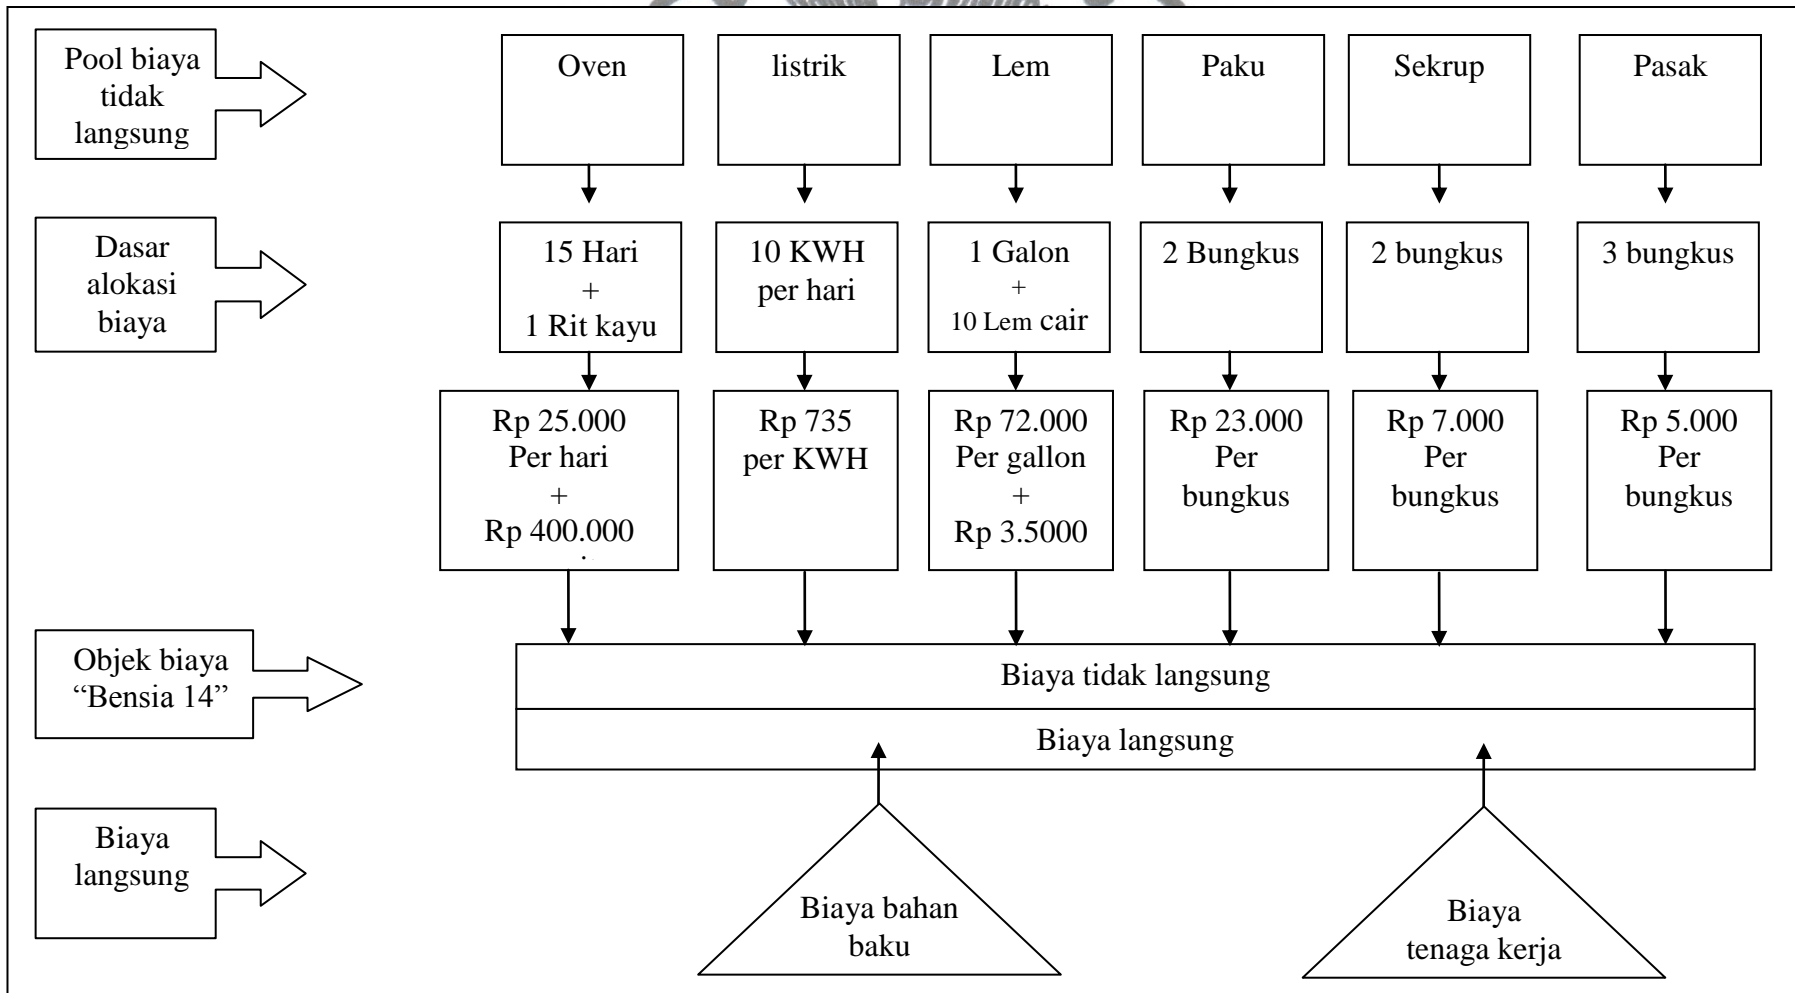 Pool biaya
tidak
langsung
Oven
listrik
Lem
Paku
Sekrup
Pasak
Dasar
alokasi
biaya
15 Hari
+
1 Rit kayu
10 KWH
per hari
1 Galon
+
10 Lem cair
2 Bungkus
2 bungkus
3 bungkus
Rp 25.000
Per hari
+
Rp 400.000
Rp 735
per KWH
Rp 72.000
Per gallon
+
Rp 3.5000
Rp 23.000
Per
bungkus
Rp 7.000
Per
bungkus
Rp 5.000
Per
bungkus
Objek biaya
“Bensia 14”
Biaya tidak langsung
Biaya langsung
Biaya
langsung
Biaya bahan
baku
Biaya
tenaga kerja